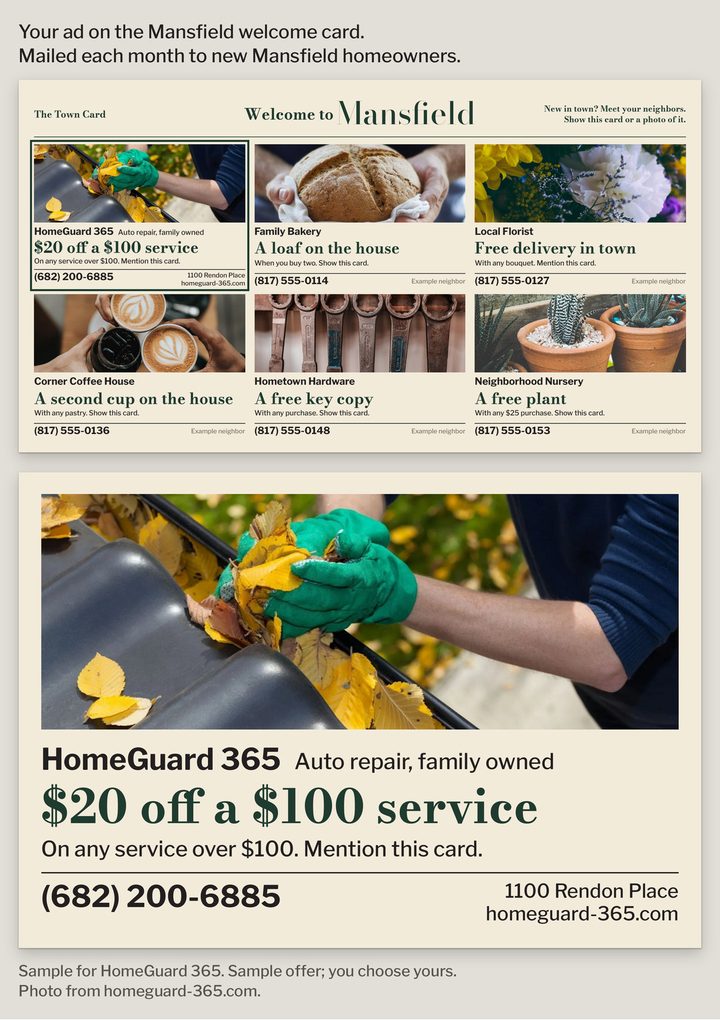 Your ad on the Mansfield welcome card.
Mailed each month to new Mansfield homeowners.
The Town Card
Welcome to Mansfield
New in town? Meet your neighbors.
Show this card or a photo of it.
HomeGuard 365 Auto repair, family owned
$20 off a $100 service
On any service over $100. Mention this card.
(682) 200-6885
1100 Rendon Place
homeguard-365.com
Family Bakery
A loaf on the house
When you buy two. Show this card.
(817) 555-0114
Example neighbor
Local Florist
Free delivery in town
With any bouquet. Mention this card.
(817) 555-0127
Example neighbor
Corner Coffee House
A second cup on the house
With any pastry. Show this card.
(817) 555-0136
Example neighbor
Hometown Hardware
A free key copy
With any purchase. Show this card.
(817) 555-0148
Example neighbor
Neighborhood Nursery
A free plant
With any $25 purchase. Show this card.
(817) 555-0153
Example neighbor
HomeGuard 365 Auto repair, family owned
$20 off a $100 service
On any service over $100. Mention this card.
(682) 200-6885
1100 Rendon Place
homeguard-365.com
Sample for HomeGuard 365. Sample offer; you choose yours.
Photo from homeguard-365.com.